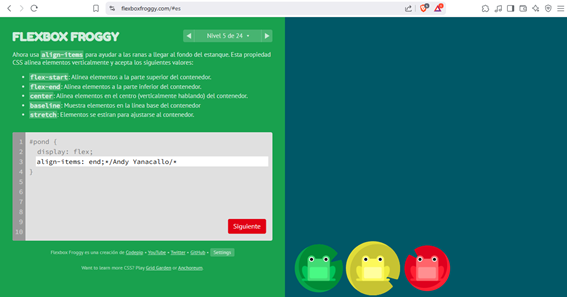 flexboxfroggy.com/#es
FLEXBOX FROGGY
Nivel 5 de 24
Ahora usa align-items para ayudar a las ranas a llegar al fondo del estanque. Esta propiedad
CSS alinea elementos verticalmente y acepta los siguientes valores:
• flex-start: Alinea elementos a la parte superior del contenedor.
• flex-end: Alinea elementos a la parte inferior del contenedor.
• center: Alinea elementos en el centro (verticalmente hablando) del contenedor.
• baseline: Muestra elementos en la línea base del contenedor
• stretch: Elementos se estiran para ajustarse al contenedor.
1 #pond {
2 display: flex;
3 align-items: end;*/Andy Yanacallo/*
4 }
5
6
7
8
9
10
Siguiente
Flexbox Froggy es una creación de Codepip • YouTube • Twitter • GitHub • Settings
Want to learn more CSS? Play Grid Garden or Anchoreum.